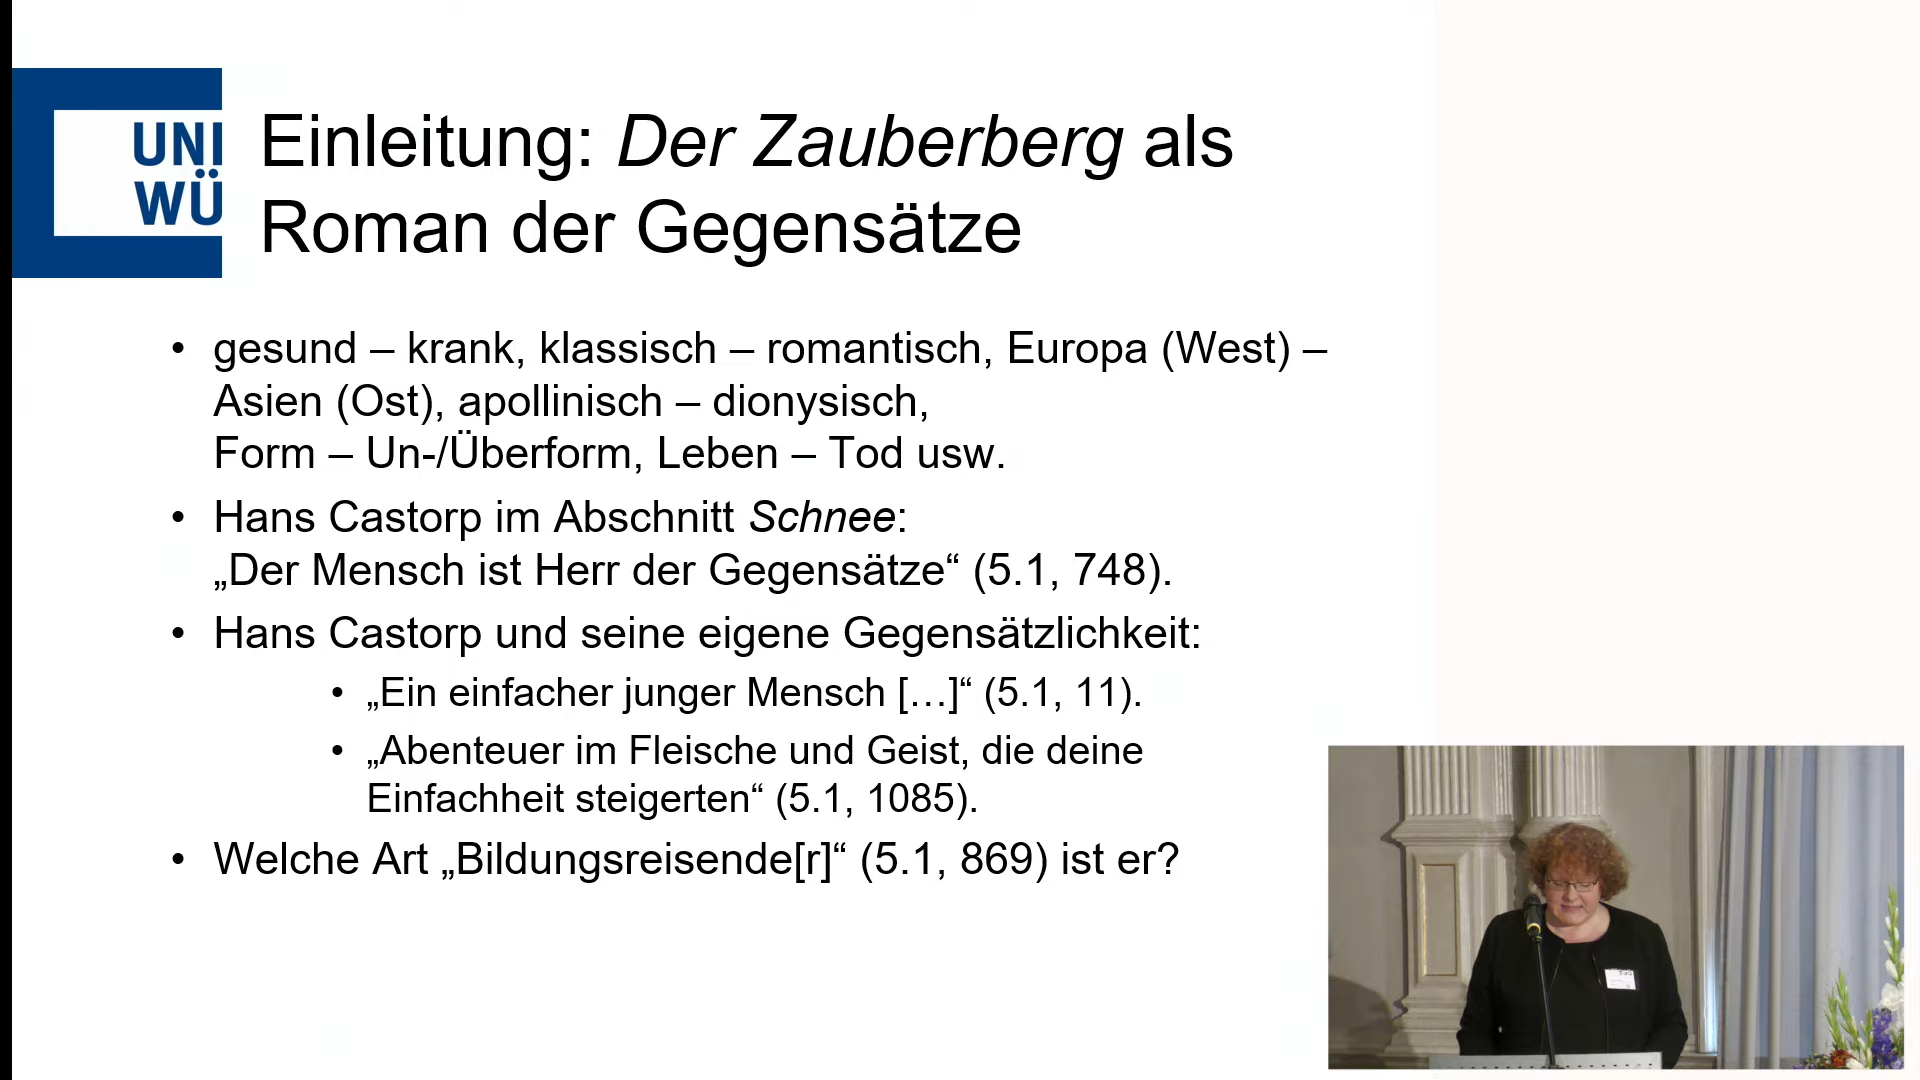 UNI
WÜ
Einleitung: Der Zauberberg als
Roman der Gegensätze
• gesund – krank, klassisch – romantisch, Europa (West) –
Asien (Ost), apollinisch – dionysisch,
Form – Un-/Überform, Leben – Tod usw.
• Hans Castorp im Abschnitt Schnee:
„Der Mensch ist Herr der Gegensätze“ (5.1, 748).
• Hans Castorp und seine eigene Gegensätzlichkeit:
• „Ein einfacher junger Mensch […]“ (5.1, 11).
• „Abenteuer im Fleische und Geist, die deine
Einfachheit steigerten“ (5.1, 1085).
• Welche Art „Bildungsreisende[r]“ (5.1, 869) ist er?